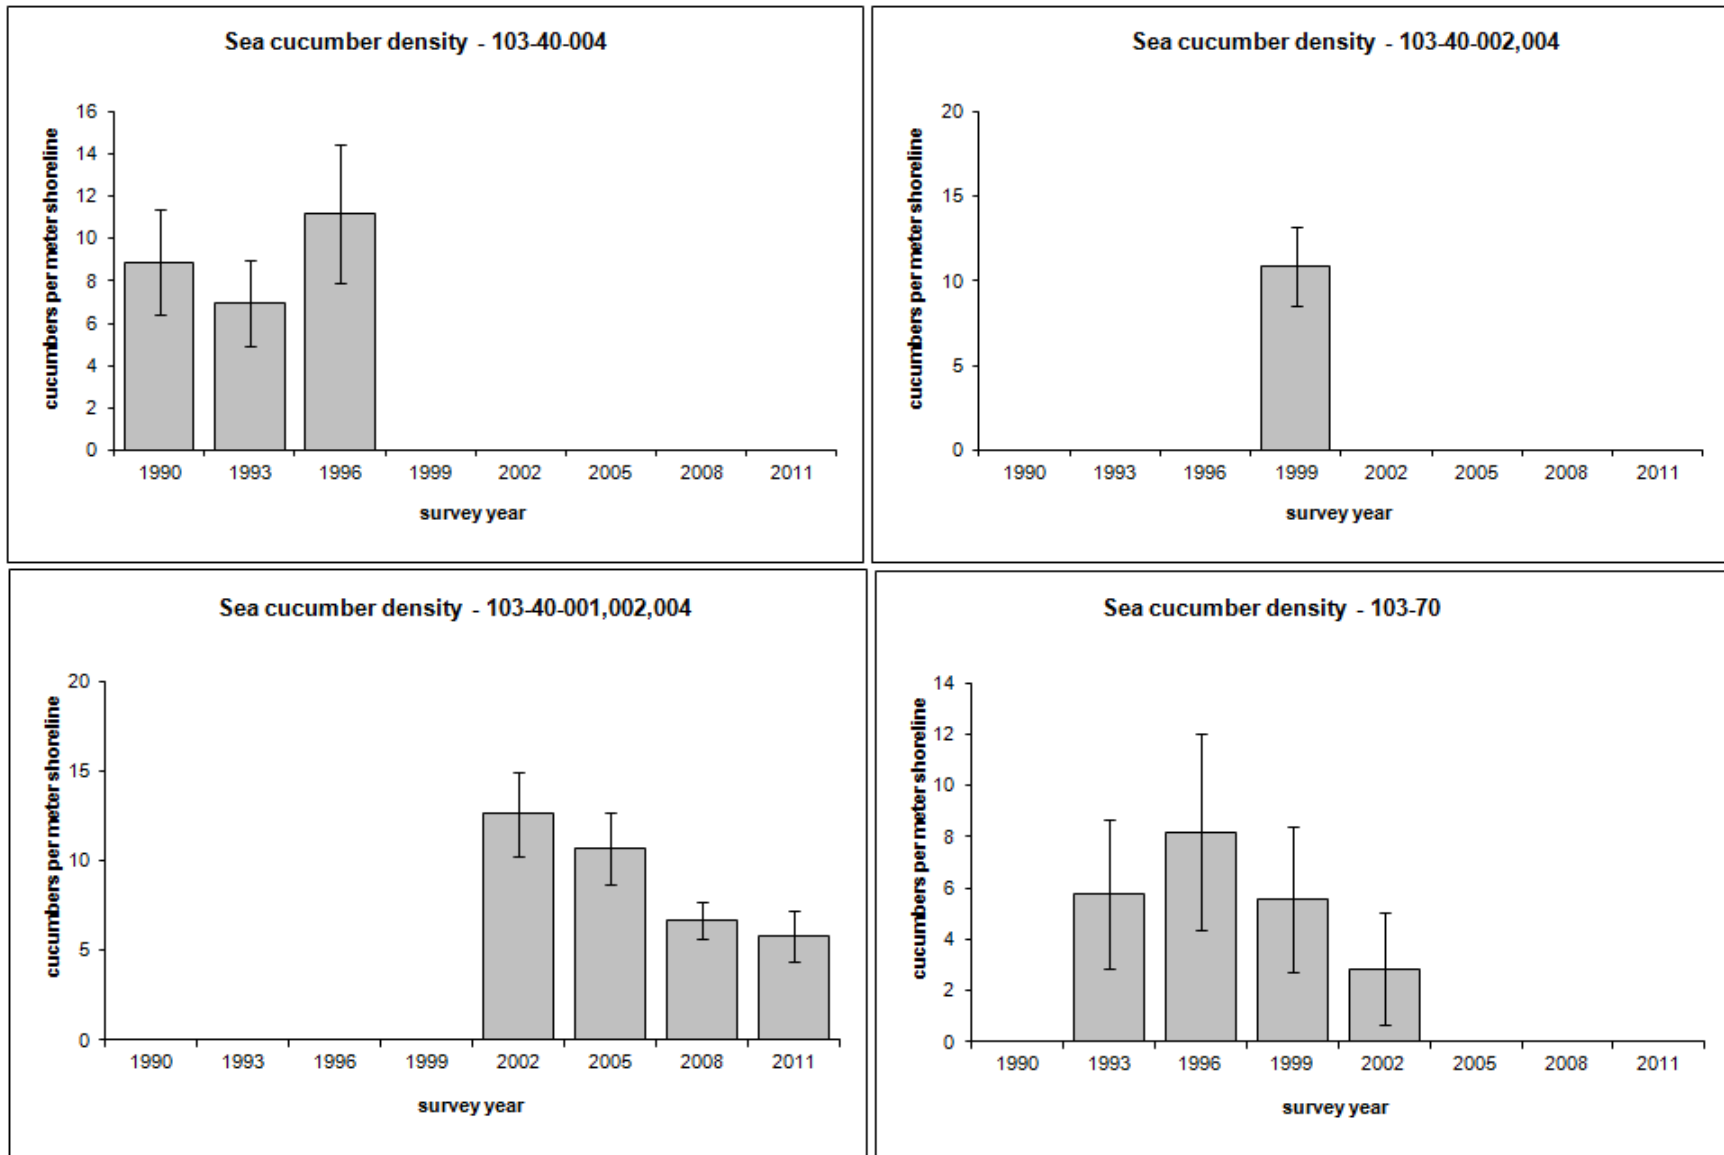 Sea cucumber density - 103-40-004
cucumbers per meter shoreline
16
14
12
10
8
6
4
2
0
1990 1993 1996 1999 2002 2005 2008 2011
survey year
Sea cucumber density - 103-40-002,004
cucumbers per meter shoreline
20
15
10
5
0
1990 1993 1996 1999 2002 2005 2008 2011
survey year
Sea cucumber density - 103-40-001,002,004
cucumbers per meter shoreline
20
15
10
5
0
1990 1993 1996 1999 2002 2005 2008 2011
survey year
Sea cucumber density - 103-70
cucumbers per meter shoreline
14
12
10
8
6
4
2
0
1990 1993 1996 1999 2002 2005 2008 2011
survey year